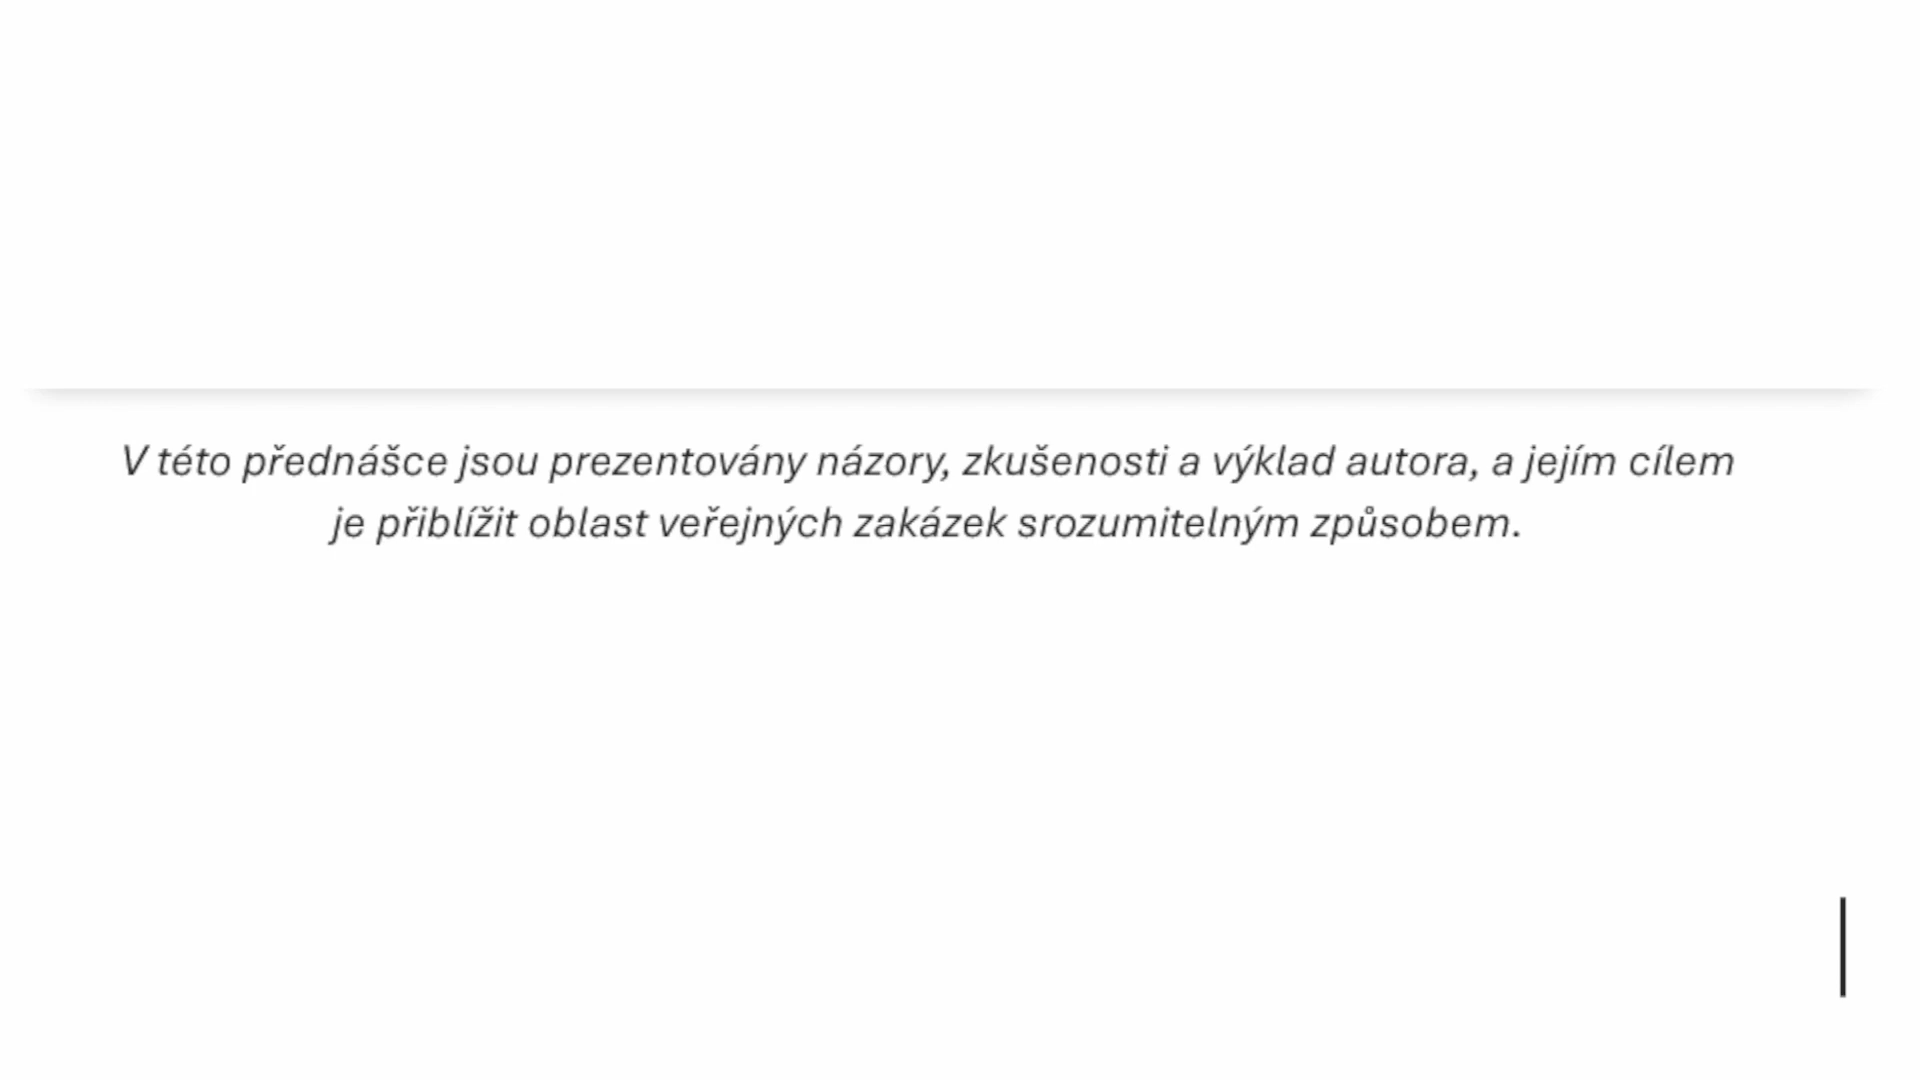 V této přednášce jsou prezentovány názory, zkušenosti a výklad autora, a jejím cílem
je přiblížit oblast veřejných zakázek srozumitelným způsobem.